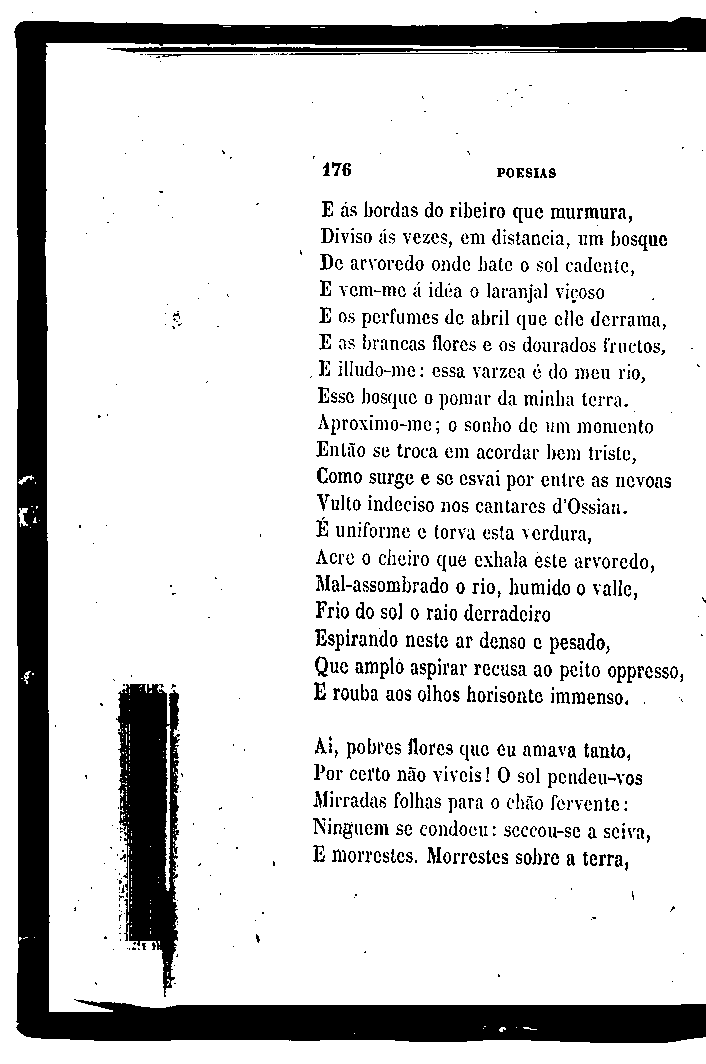 176 POESIAS
E ás bordas do ribeiro que murmura,
Diviso ás vezes, em distancia, um bosque
De arvoredo onde bate o sol cadente,
E vem-me á idéa o laranjal viçoso
E os perfumes de abril que elle derrama,
E as brancas flores e os dourados fructos,
E illudo-me: essa varzea é do meu rio,
Esse bosque o pomar da minha terra.
Aproximo-me; o sonho de um momento
Então se troca em acordar bem triste,
Como surge e se esvai por entre as nevoas
Vulto indeciso nos cantares d'Ossian.
É uniforme e torva esta verdura,
Acre o cheiro que exhala este arvoredo,
Mal-assombrado o rio, humido o valle,
Frio do sol o raio derradeiro
Espirando neste ar denso e pesado,
Que amplo aspirar recusa ao peito oppresso,
E rouba aos olhos horisonte immenso.
Ai, pobres flores que eu amava tanto,
Por certo não viveis! O sol pendeu-vos
Mirradas folhas para o chão fervente:
Ninguem se condoeu: seccou-se a seiva,
E morrestes. Morrestes sobre a terra,